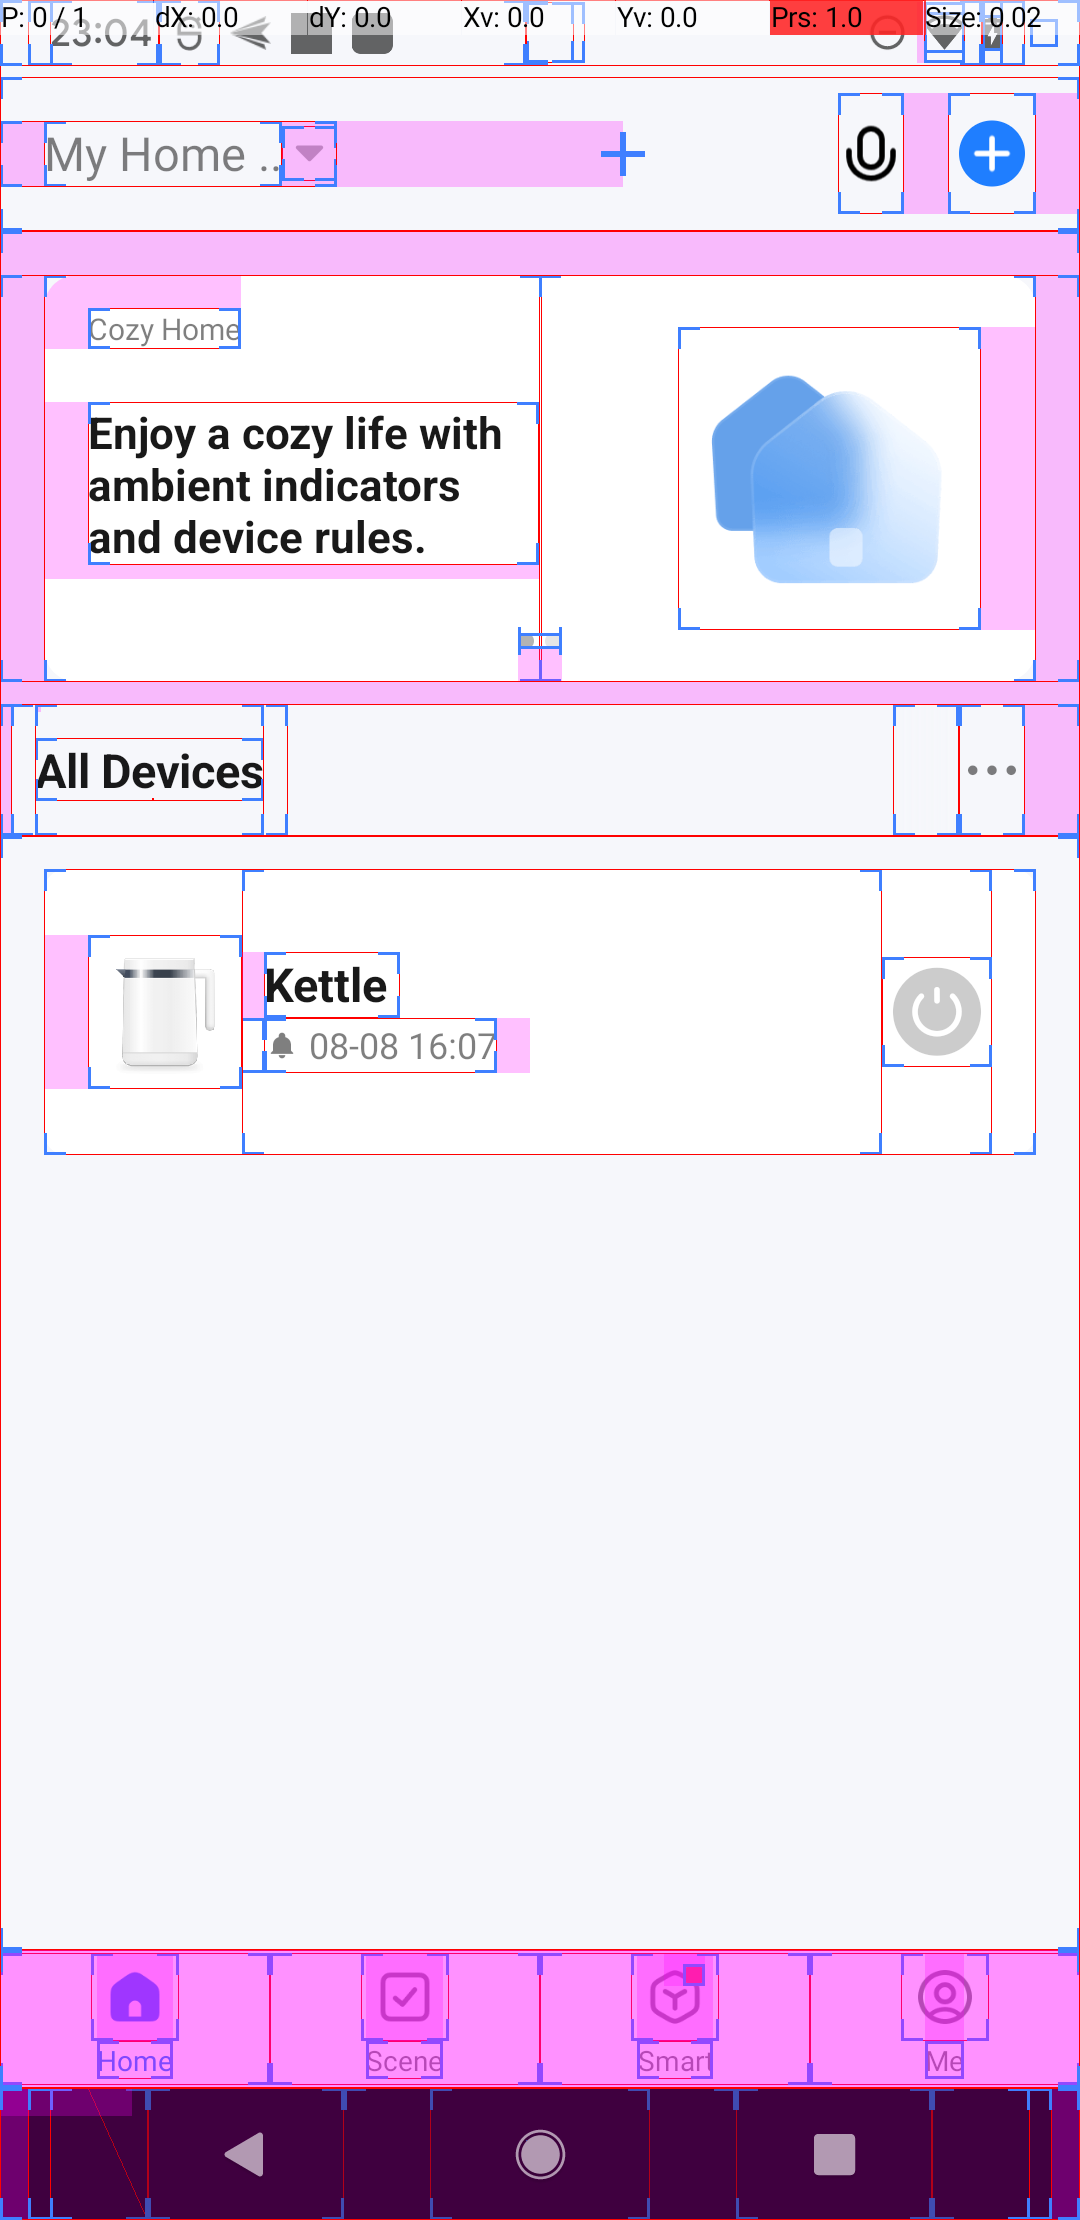 P: 0 / 1 dX: 0.0 dY: 0.0 Xv: 0.0 Yv: 0.0 Prs: 1.0 Size: 0.02
23:04
My Home ..
Cozy Home
Enjoy a cozy life with
ambient indicators
and device rules.
All Devices
Kettle
08-08 16:07
Home Scene Smart Me